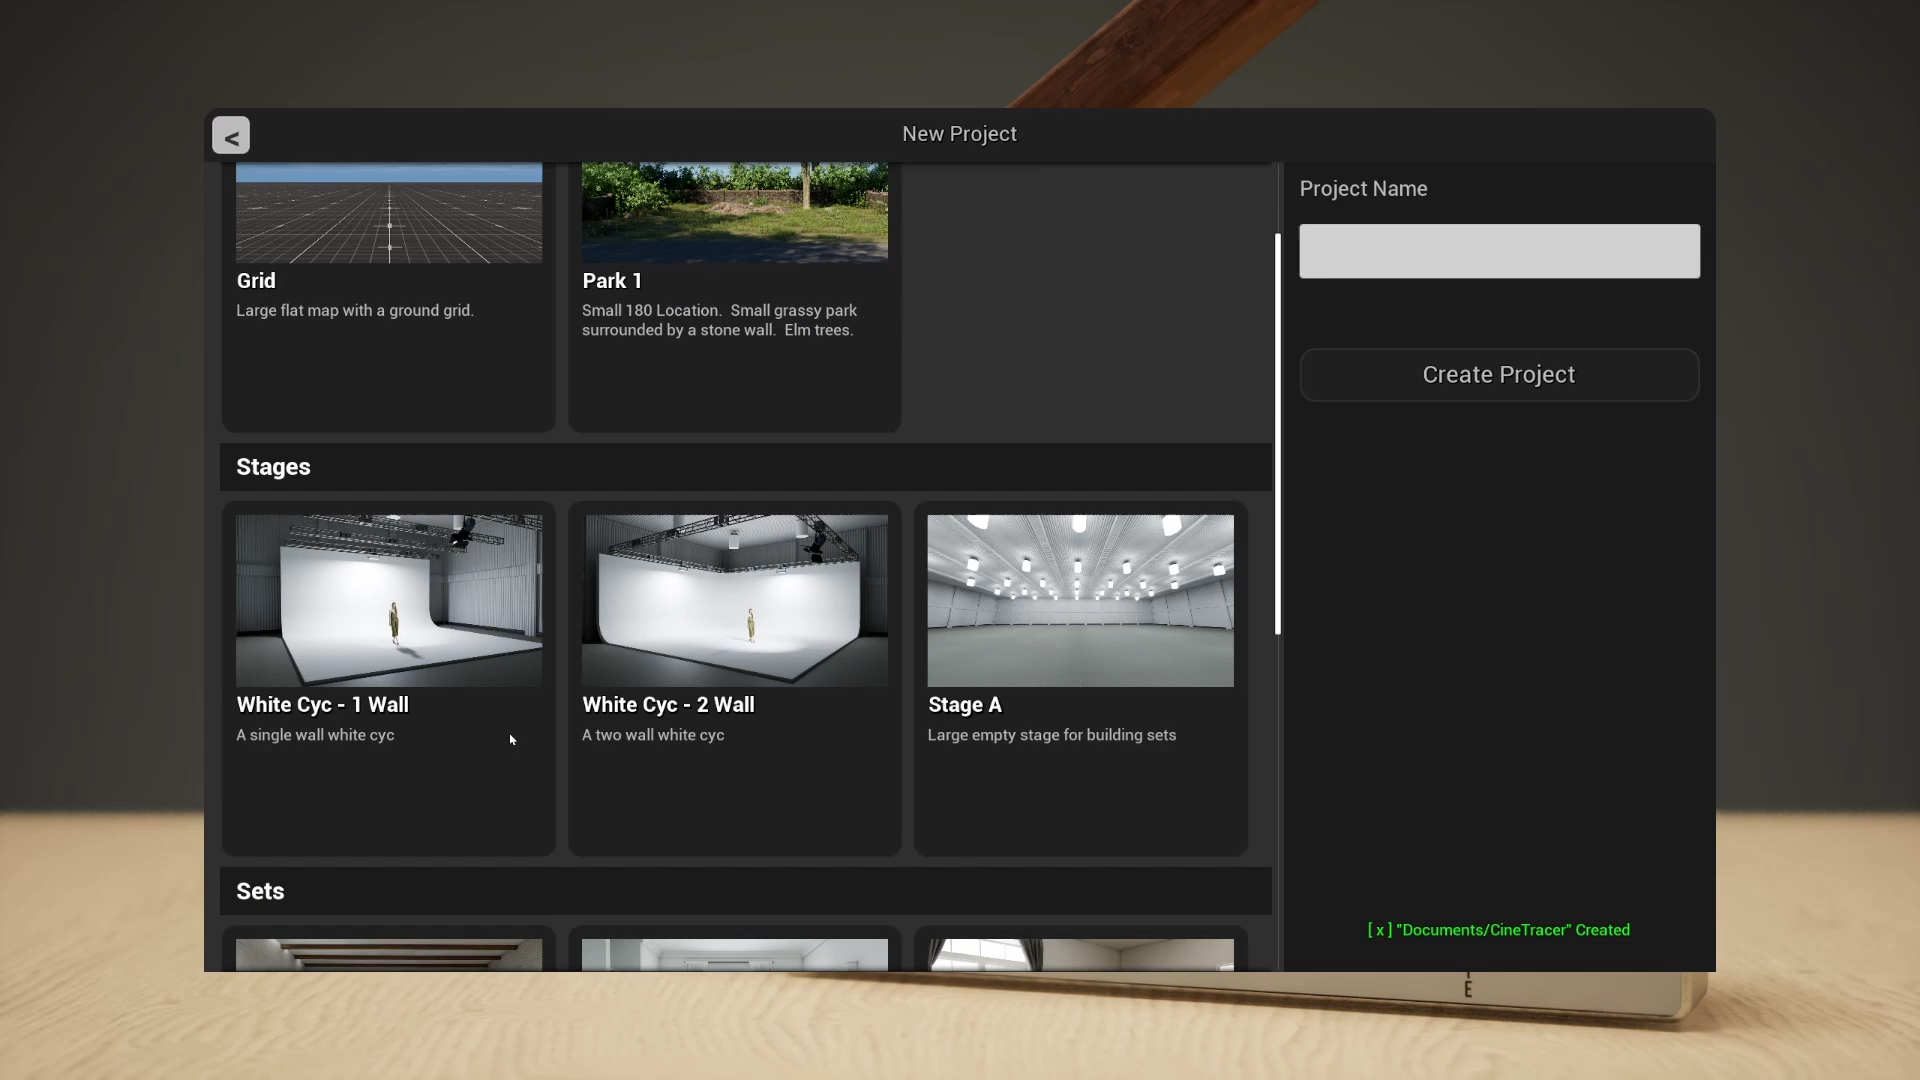 <
New Project
Grid
Large flat map with a ground grid.
Park 1
Small 180 Location.  Small grassy park
surrounded by a stone wall.  Elm trees.
Stages
White Cyc - 1 Wall
A single wall white cyc
White Cyc - 2 Wall
A two wall white cyc
Stage A
Large empty stage for building sets
Sets
Project Name
Create Project
[ x ] "Documents/CineTracer" Created
E